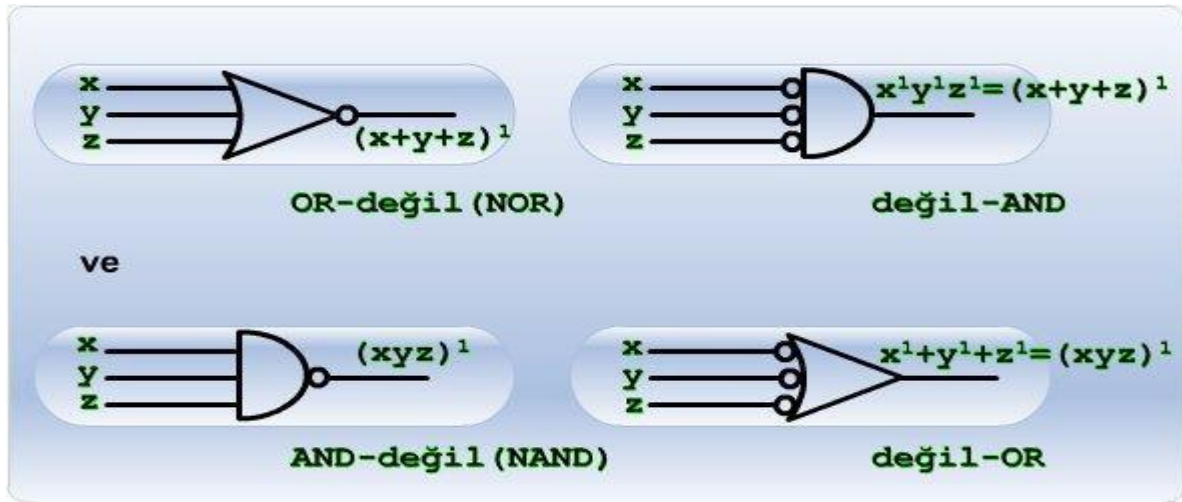 x
y
z
(x+y+z)¹
OR-değil(NOR)
x
y
z
x¹y¹z¹=(x+y+z)¹
değil-AND
ve
x
y
z
(xyz)¹
AND-değil(NAND)
x
y
z
x¹+y¹+z¹=(xyz)¹
değil-OR